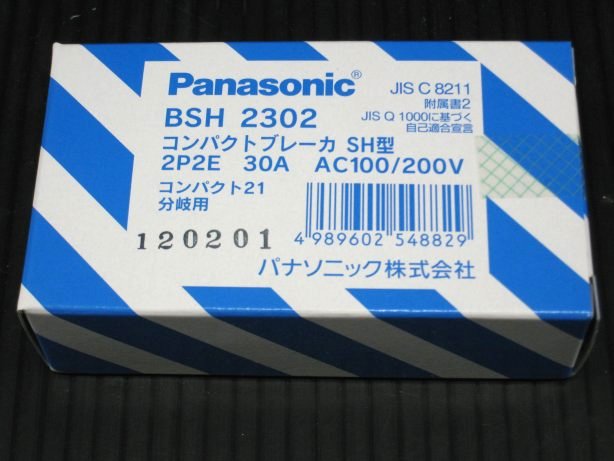 Panasonic®
JIS C 8211
附属書2
JIS Q 1000に基づく
自己適合宣言
BSH 2302
コンパクトブレーカ SH型
2P2E 30A AC100/200V
コンパクト21
分岐用
120201
4 989602 548829
パナソニック株式会社